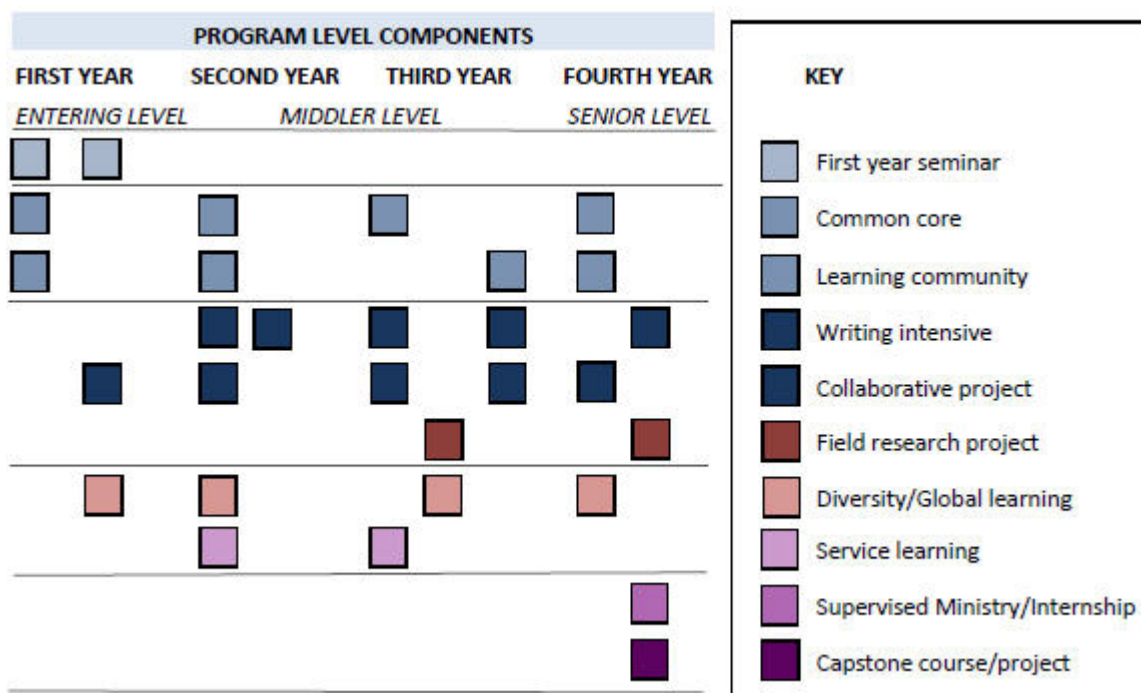 PROGRAM LEVEL COMPONENTS
FIRST YEAR SECOND YEAR THIRD YEAR FOURTH YEAR
ENTERING LEVEL MIDDLER LEVEL SENIOR LEVEL
KEY
First year seminar
Common core
Learning community
Writing intensive
Collaborative project
Field research project
Diversity/Global learning
Service learning
Supervised Ministry/Internship
Capstone course/project